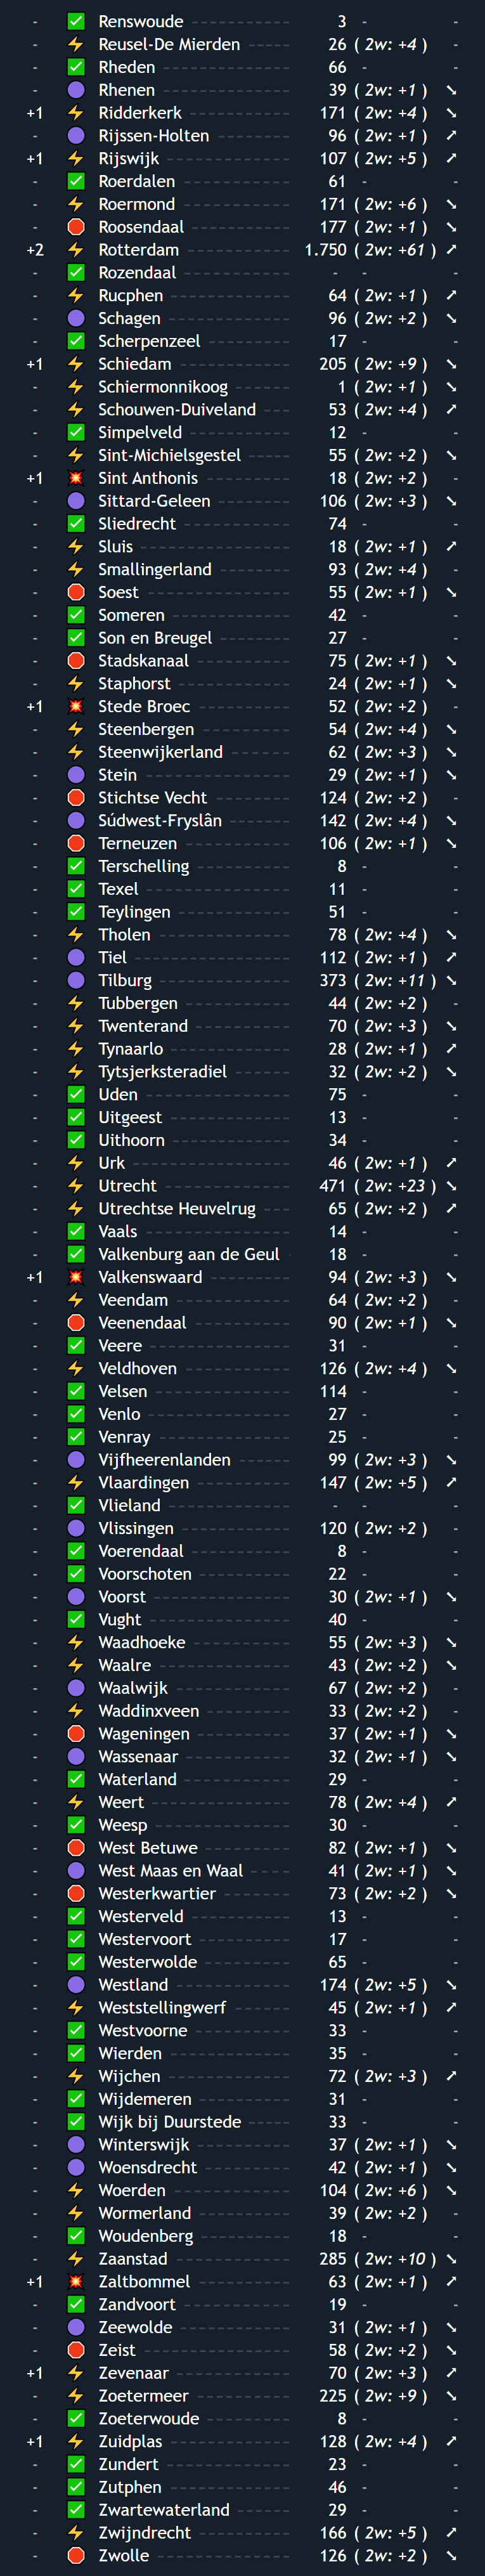 - ✅ Renswoude 3 - -
- ⚡ Reusel-De Mierden 26 ( 2w: +4 ) -
- ✅ Rheden 66 - -
- 🟣 Rhenen 39 ( 2w: +1 ) ➘
+1 ⚡ Ridderkerk 171 ( 2w: +4 ) ➘
- 🟣 Rijssen-Holten 96 ( 2w: +1 ) ➚
+1 ⚡ Rijswijk 107 ( 2w: +5 ) ➚
- ✅ Roerdalen 61 - -
- ⚡ Roermond 171 ( 2w: +6 ) ➘
- 🛑 Roosendaal 177 ( 2w: +1 ) ➘
+2 ⚡ Rotterdam 1.750 ( 2w: +61 ) ➚
- ✅ Rozendaal - - -
- ⚡ Rucphen 64 ( 2w: +1 ) ➚
- 🟣 Schagen 96 ( 2w: +2 ) ➘
- ✅ Scherpenzeel 17 - -
+1 ⚡ Schiedam 205 ( 2w: +9 ) ➘
- ⚡ Schiermonnikoog 1 ( 2w: +1 ) ➘
- ⚡ Schouwen-Duiveland 53 ( 2w: +4 ) ➚
- ✅ Simpelveld 12 - -
- ⚡ Sint-Michielsgestel 55 ( 2w: +2 ) ➘
+1 💥 Sint Anthonis 18 ( 2w: +2 ) -
- 🟣 Sittard-Geleen 106 ( 2w: +3 ) ➘
- ✅ Sliedrecht 74 - -
- ⚡ Sluis 18 ( 2w: +1 ) ➚
- ⚡ Smallingerland 93 ( 2w: +4 ) -
- 🛑 Soest 55 ( 2w: +1 ) ➘
- ✅ Someren 42 - -
- ✅ Son en Breugel 27 - -
- 🛑 Stadskanaal 75 ( 2w: +1 ) ➘
- ⚡ Staphorst 24 ( 2w: +1 ) ➘
+1 💥 Stede Broec 52 ( 2w: +2 ) -
- ⚡ Steenbergen 54 ( 2w: +4 ) ➘
- ⚡ Steenwijkerland 62 ( 2w: +3 ) ➘
- 🟣 Stein 29 ( 2w: +1 ) ➘
- 🛑 Stichtse Vecht 124 ( 2w: +2 ) -
- 🟣 Súdwest-Fryslân 142 ( 2w: +4 ) ➘
- 🛑 Terneuzen 106 ( 2w: +1 ) ➘
- ✅ Terschelling 8 - -
- ✅ Texel 11 - -
- ✅ Teylingen 51 - -
- ⚡ Tholen 78 ( 2w: +4 ) ➘
- 🟣 Tiel 112 ( 2w: +1 ) ➚
- 🟣 Tilburg 373 ( 2w: +11 ) ➘
- ⚡ Tubbergen 44 ( 2w: +2 ) -
- ⚡ Twenterand 70 ( 2w: +3 ) ➘
- ⚡ Tynaarlo 28 ( 2w: +1 ) ➚
- ⚡ Tytsjerksteradiel 32 ( 2w: +2 ) ➘
- ✅ Uden 75 - -
- ✅ Uitgeest 13 - -
- ✅ Uithoorn 34 - -
- ⚡ Urk 46 ( 2w: +1 ) ➚
- ⚡ Utrecht 471 ( 2w: +23 ) ➘
- ⚡ Utrechtse Heuvelrug 65 ( 2w: +2 ) ➚
- ✅ Vaals 14 - -
- ✅ Valkenburg aan de Geul 18 - -
+1 💥 Valkenswaard 94 ( 2w: +3 ) ➘
- ⚡ Veendam 64 ( 2w: +2 ) -
- 🛑 Veenendaal 90 ( 2w: +1 ) ➘
- ✅ Veere 31 - -
- ⚡ Veldhoven 126 ( 2w: +4 ) ➘
- ✅ Velsen 114 - -
- ✅ Venlo 27 - -
- ✅ Venray 25 - -
- 🟣 Vijfheerenlanden 99 ( 2w: +3 ) ➘
- ⚡ Vlaardingen 147 ( 2w: +5 ) ➚
- ✅ Vlieland - - -
- 🟣 Vlissingen 120 ( 2w: +2 ) -
- ✅ Voerendaal 8 - -
- ✅ Voorschoten 22 - -
- 🟣 Voorst 30 ( 2w: +1 ) ➘
- ✅ Vught 40 - -
- ⚡ Waadhoeke 55 ( 2w: +3 ) ➘
- ⚡ Waalre 43 ( 2w: +2 ) ➘
- 🟣 Waalwijk 67 ( 2w: +2 ) -
- ⚡ Waddinxveen 33 ( 2w: +2 ) -
- 🛑 Wageningen 37 ( 2w: +1 ) ➘
- 🟣 Wassenaar 32 ( 2w: +1 ) ➘
- ✅ Waterland 29 - -
- ⚡ Weert 78 ( 2w: +4 ) ➚
- ✅ Weesp 30 - -
- 🛑 West Betuwe 82 ( 2w: +1 ) ➘
- 🟣 West Maas en Waal 41 ( 2w: +1 ) ➘
- 🛑 Westerkwartier 73 ( 2w: +2 ) ➘
- ✅ Westerveld 13 - -
- ✅ Westervoort 17 - -
- ✅ Westerwolde 65 - -
- 🟣 Westland 174 ( 2w: +5 ) ➘
- ⚡ Weststellingwerf 45 ( 2w: +1 ) ➚
- ✅ Westvoorne 33 - -
- ✅ Wierden 35 - -
- ⚡ Wijchen 72 ( 2w: +3 ) ➚
- ✅ Wijdemeren 31 - -
- ✅ Wijk bij Duurstede 33 - -
- 🟣 Winterswijk 37 ( 2w: +1 ) ➘
- 🟣 Woensdrecht 42 ( 2w: +1 ) ➘
- ⚡ Woerden 104 ( 2w: +6 ) ➘
- ⚡ Wormerland 39 ( 2w: +2 ) -
- ✅ Woudenberg 18 - -
- ⚡ Zaanstad 285 ( 2w: +10 ) ➘
+1 💥 Zaltbommel 63 ( 2w: +1 ) ➚
- ✅ Zandvoort 19 - -
- 🟣 Zeewolde 31 ( 2w: +1 ) ➘
- 🛑 Zeist 58 ( 2w: +2 ) ➘
+1 ⚡ Zevenaar 70 ( 2w: +3 ) ➚
- ⚡ Zoetermeer 225 ( 2w: +9 ) ➘
- ✅ Zoeterwoude 8 - -
+1 ⚡ Zuidplas 128 ( 2w: +4 ) ➚
- ✅ Zundert 23 - -
- ✅ Zutphen 46 - -
- ✅ Zwartewaterland 29 - -
- ⚡ Zwijndrecht 166 ( 2w: +5 ) ➚
- 🛑 Zwolle 126 ( 2w: +2 ) ➘